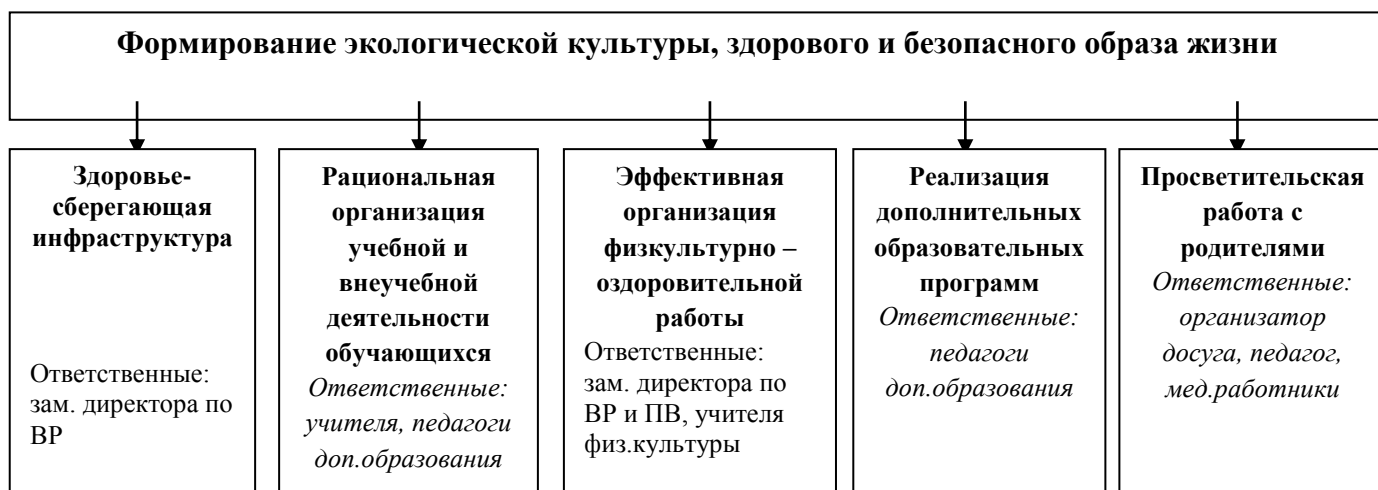 Формирование экологической культуры, здорового и безопасного образа жизни
Здоровье-
сберегающая
инфраструктура
Ответственные:
зам. директора по
ВР
Рациональная
организация
учебной и
внеучебной
деятельности
обучающихся
Ответственные:
учителя, педагоги
доп.образования
Эффективная
организация
физкультурно –
оздоровительной
работы
Ответственные:
зам. директора по
ВР и ПВ, учителя
физ.культуры
Реализация
дополнительных
образовательных
программ
Ответственные:
педагоги
доп.образования
Просветительская
работа с
родителями
Ответственные:
организатор
досуга, педагог,
мед.работники